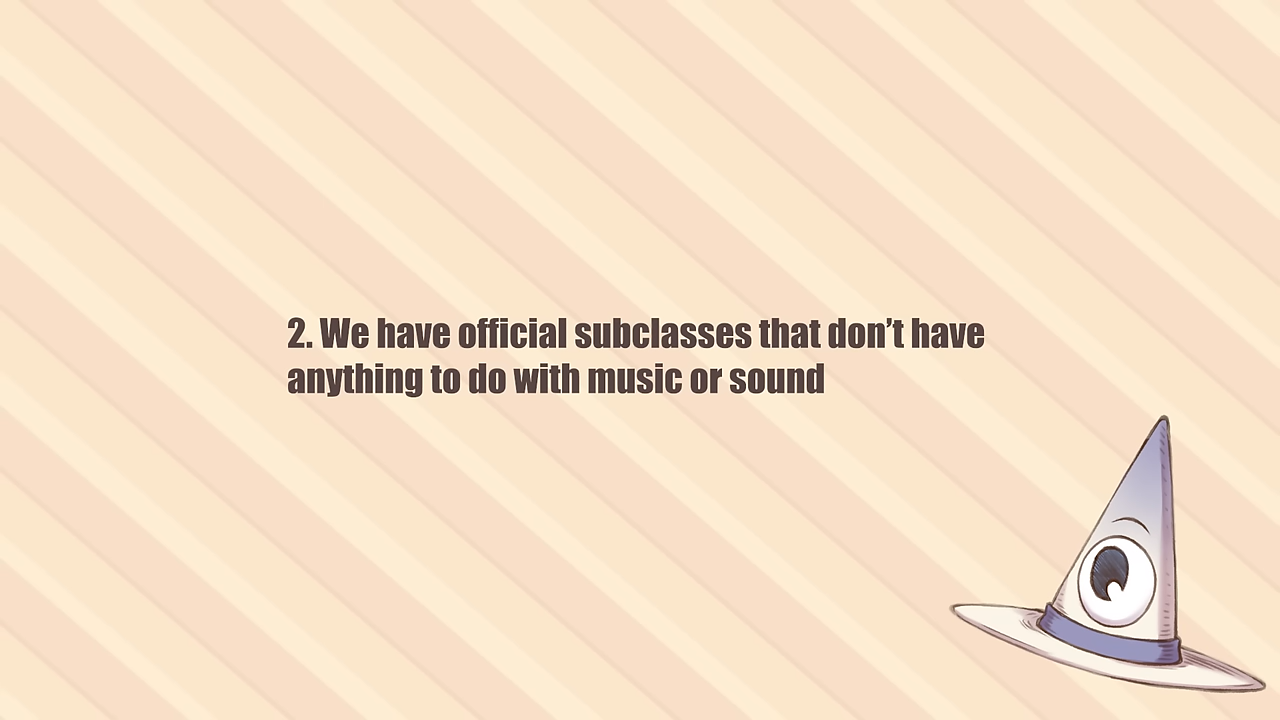 2. We have official subclasses that don’t have
anything to do with music or sound